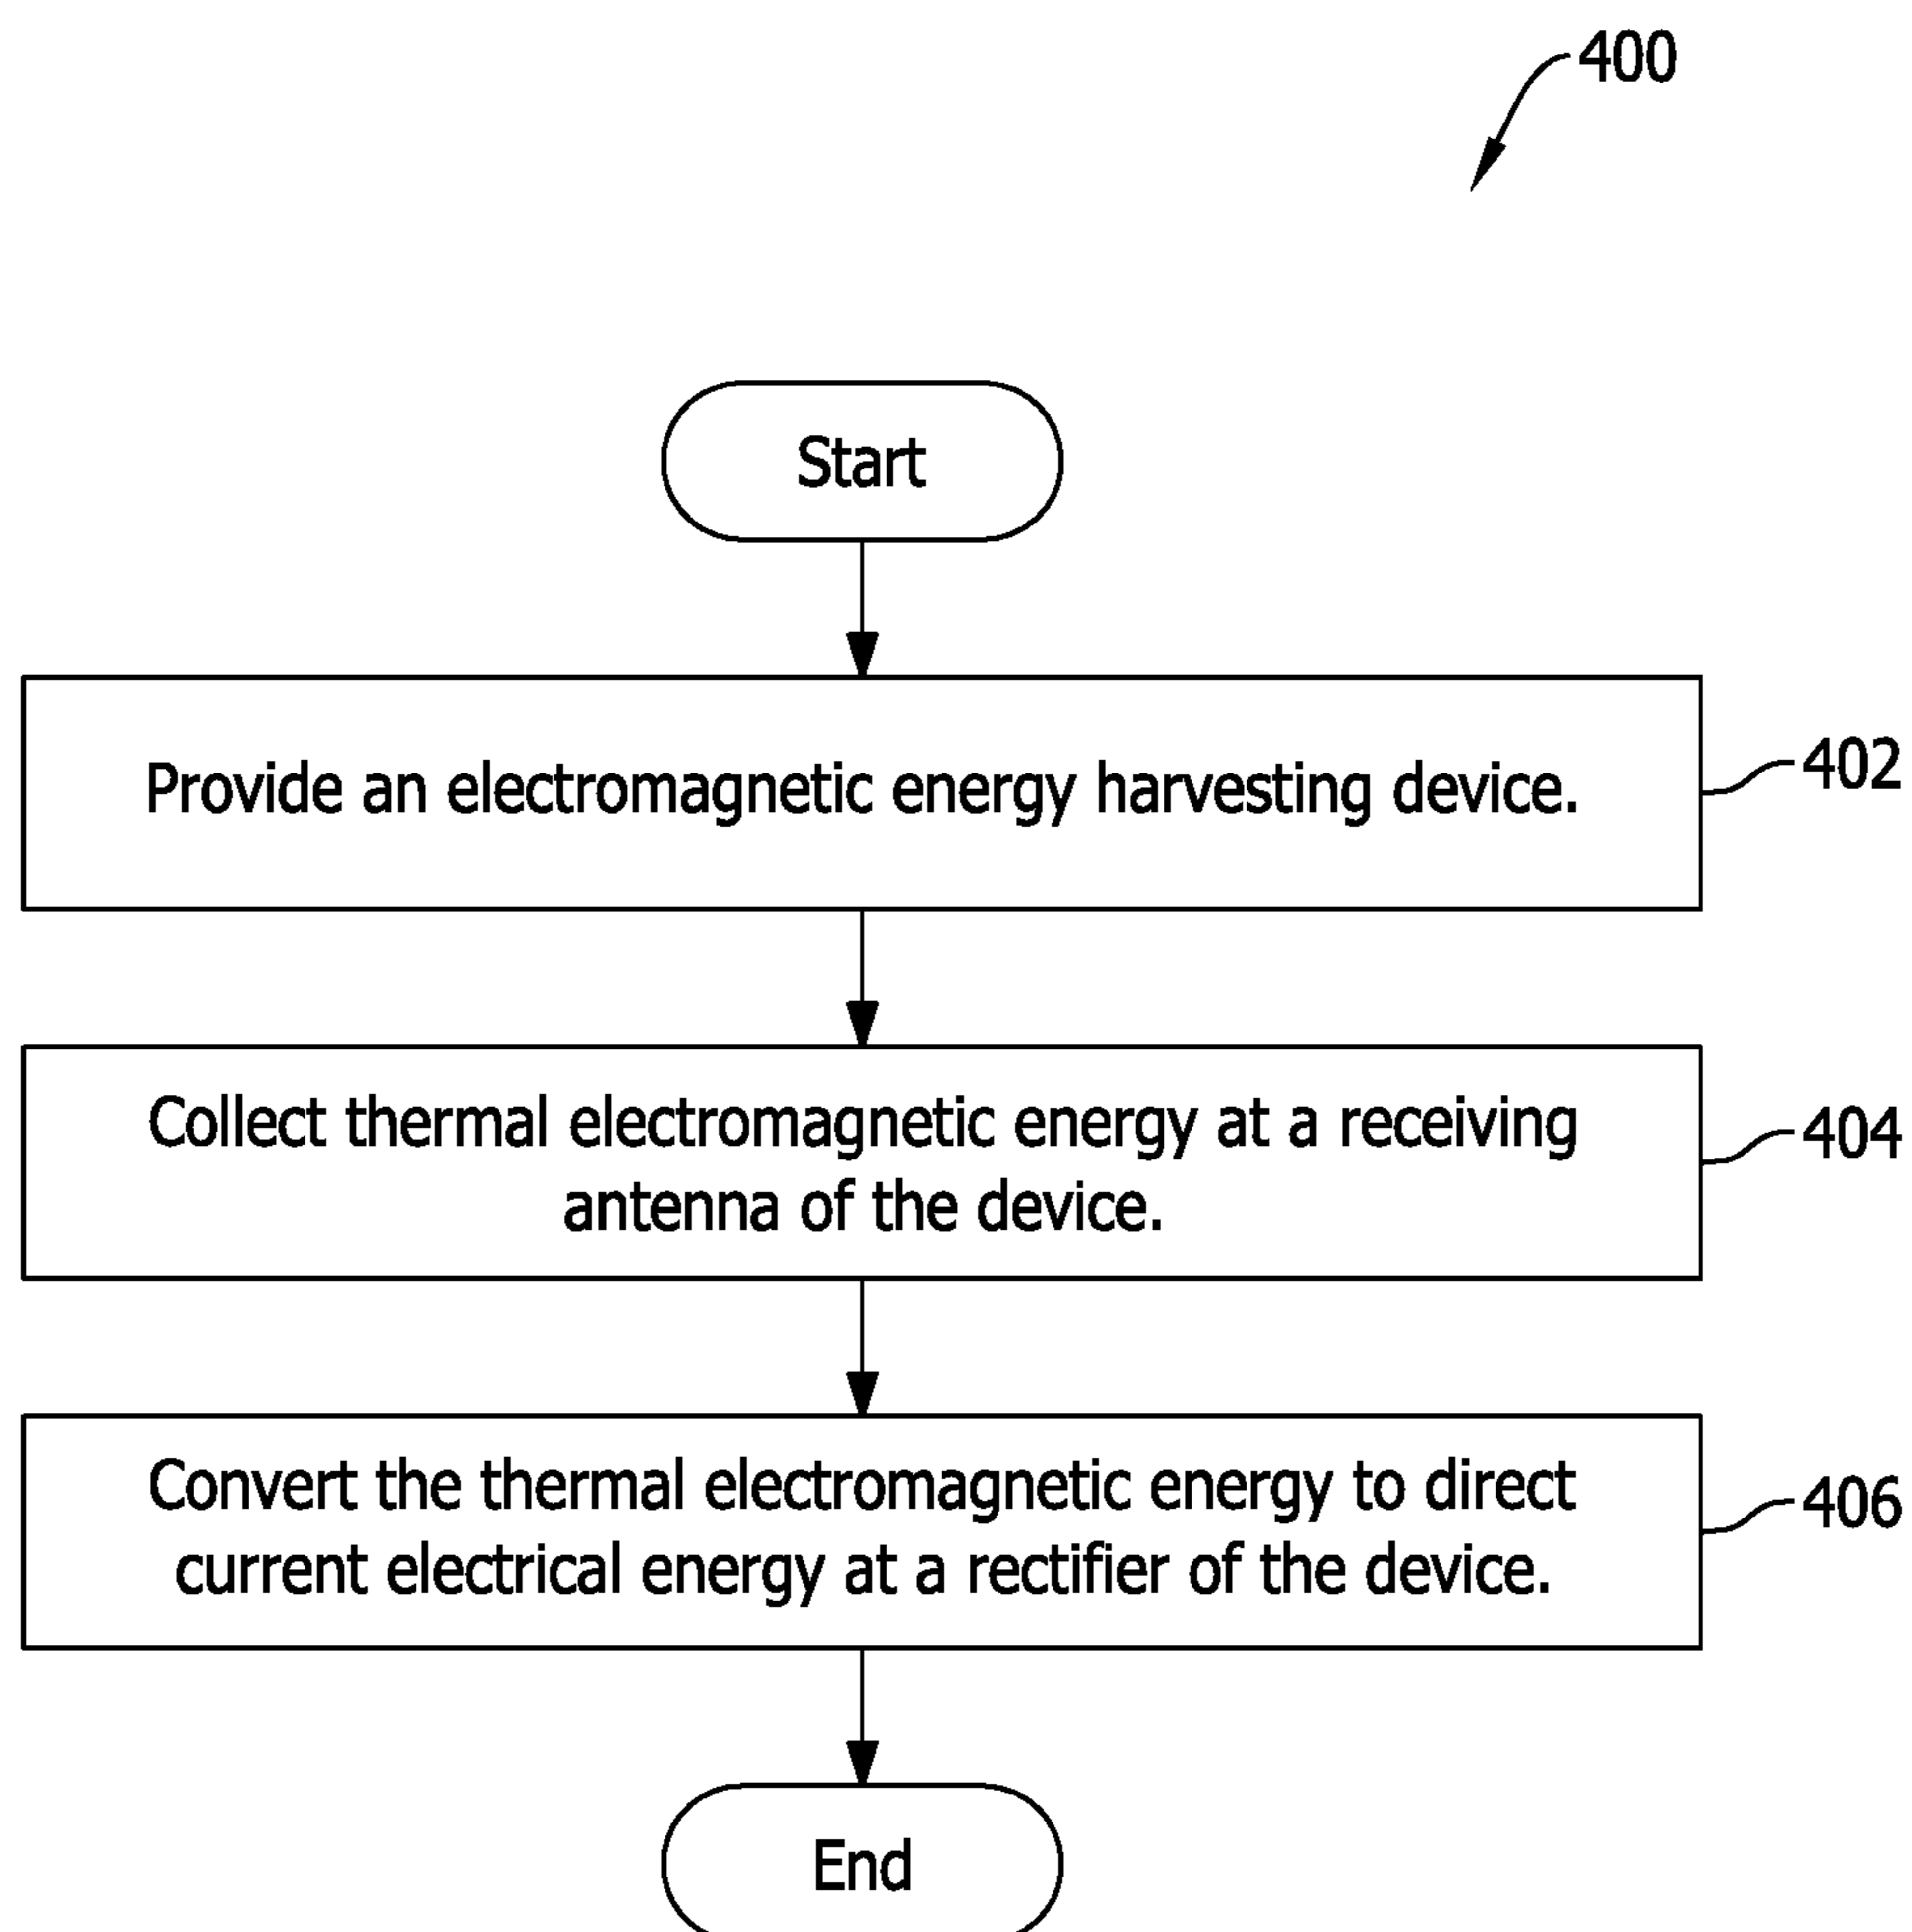 400
Start
Provide an electromagnetic energy harvesting device.
402
Collect thermal electromagnetic energy at a receiving
antenna of the device.
404
Convert the thermal electromagnetic energy to direct
current electrical energy at a rectifier of the device.
406
End